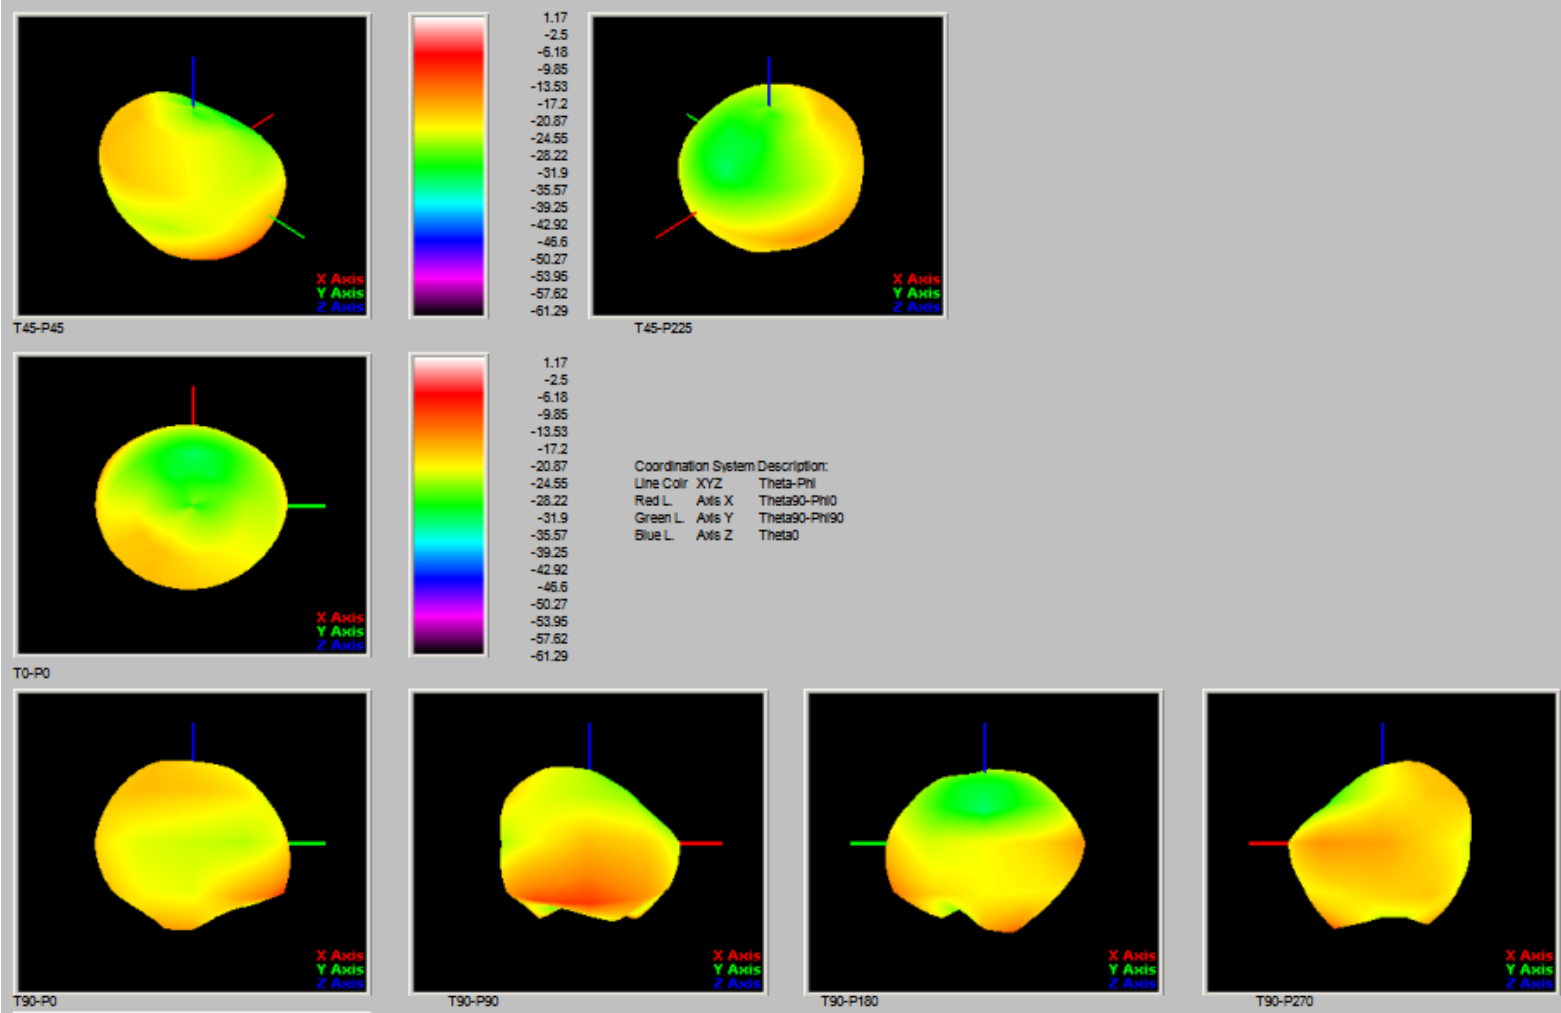 1.17
-2.5
-6.18
-9.85
-13.53
-17.2
-20.87
-24.55
-28.22
-31.9
-35.57
-39.25
-42.92
-46.6
-50.27
-53.95
-57.62
-61.29
X Axis
Y Axis
Z Axis
X Axis
Y Axis
Z Axis
T45-P45
T45-P225
1.17
-2.5
-6.18
-9.85
-13.53
-17.2
-20.87
-24.55
-28.22
-31.9
-35.57
-39.25
-42.92
-46.6
-50.27
-53.95
-57.62
-61.29
Coordination System Description:
Line Colr XYZ Theta-Phi
Red L. Axis X Theta90-Phi0
Green L. Axis Y Theta90-Phi90
Blue L. Axis Z Theta0
X Axis
Y Axis
Z Axis
T0-P0
X Axis
Y Axis
Z Axis
X Axis
Y Axis
Z Axis
X Axis
Y Axis
Z Axis
X Axis
Y Axis
Z Axis
T90-P0
T90-P90
T90-P180
T90-P270